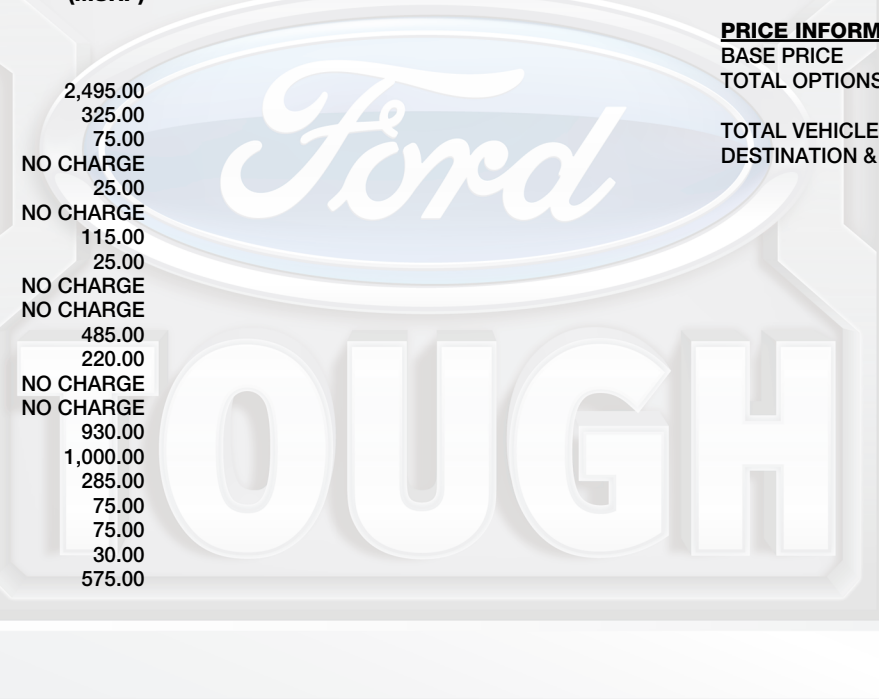 2,495.00
325.00
75.00
NO CHARGE
25.00
NO CHARGE
115.00
25.00
NO CHARGE
NO CHARGE
485.00
220.00
NO CHARGE
NO CHARGE
930.00
1,000.00
285.00
75.00
75.00
30.00
575.00
PRICE INFORM
BASE PRICE
TOTAL OPTIONS
TOTAL VEHICLE
DESTINATION &
Ford
TOUGH